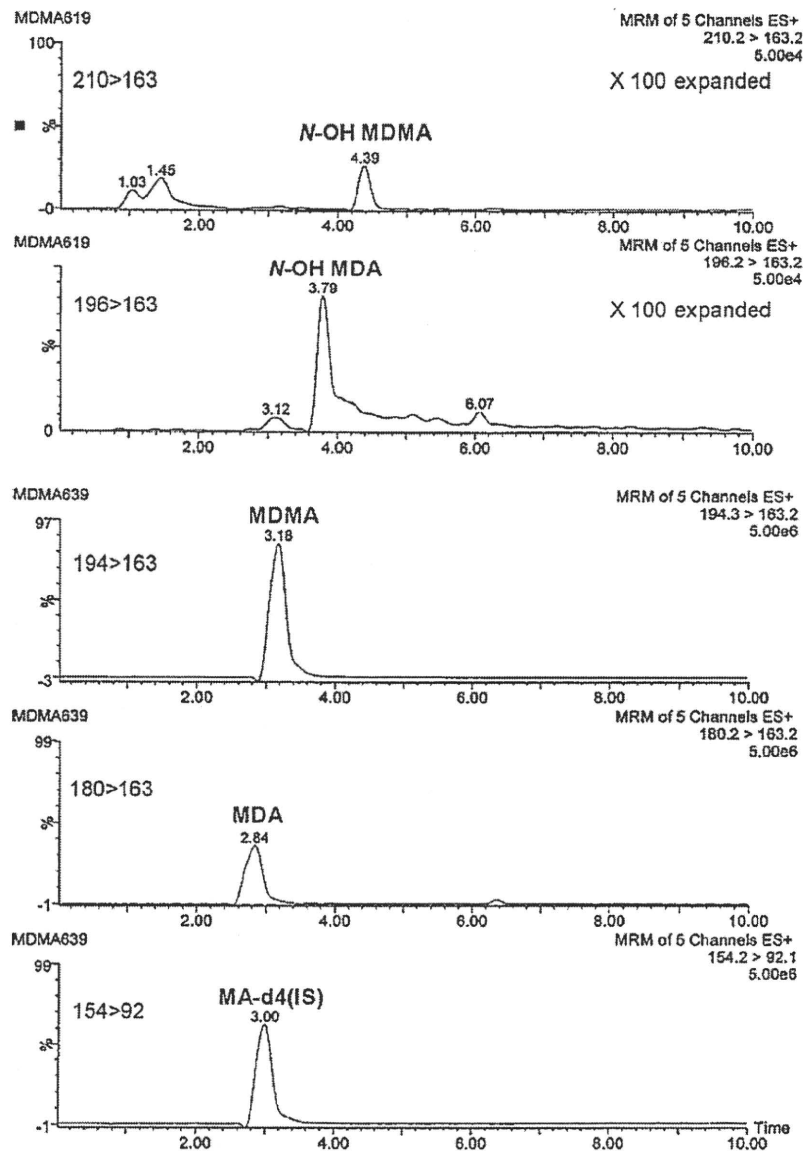 MDMA619
MRM of 5 Channels ES+
210.2 > 163.2
5.00e4
100
210>163
X 100 expanded
%
N-OH MDMA
4.39
1.03
1.45
-0
2.00
4.00
6.00
8.00
10.00
MDMA619
MRM of 5 Channels ES+
196.2 > 163.2
5.00e4
N-OH MDA
196>163
X 100 expanded
3.79
%
3.12
6.07
0
2.00
4.00
6.00
8.00
10.00
MDMA639
MRM of 5 Channels ES+
194.3 > 163.2
5.00e6
97
MDMA
3.18
194>163
%
-3
2.00
4.00
6.00
8.00
10.00
MDMA639
MRM of 5 Channels ES+
180.2 > 163.2
5.00e6
99
180>163
%
MDA
2.84
-1
2.00
4.00
6.00
8.00
10.00
MDMA639
MRM of 5 Channels ES+
154.2 > 92.1
5.00e6
99
154>92
MA-d4(IS)
3.00
%
-1
Time
2.00
4.00
6.00
8.00
10.00